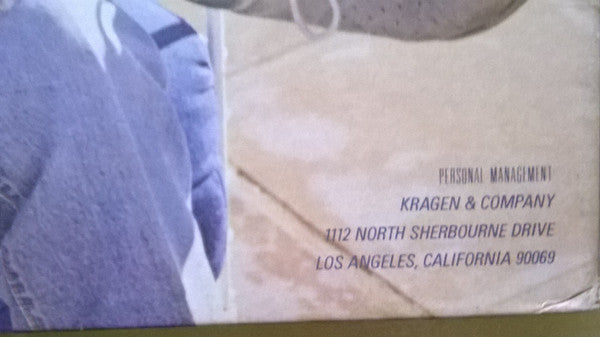 PERSONAL MANAGEMENT
KRAGEN & COMPANY
1112 NORTH SHERBOURNE DRIVE
LOS ANGELES, CALIFORNIA 90069